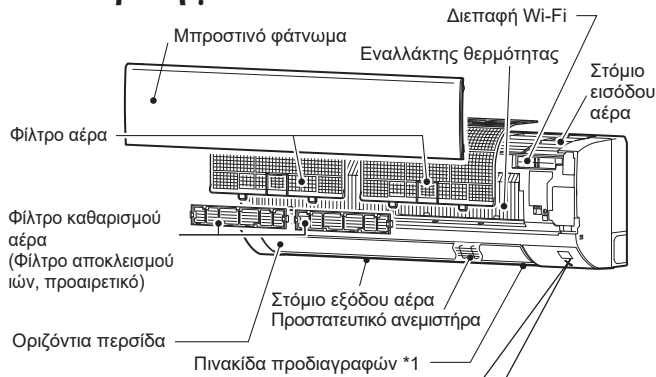 Διεπαφή Wi-Fi
Μπροστινό φάτνωμα
Εναλλάκτης θερμότητας
Στόμιο
εισόδου
αέρα
Φίλτρο αέρα
Φίλτρο καθαρισμού
αέρα
(Φίλτρο αποκλεισμού
ιών, προαιρετικό)
Στόμιο εξόδου αέρα
Προστατευτικό ανεμιστήρα
Οριζόντια περσίδα
Πινακίδα προδιαγραφών *1